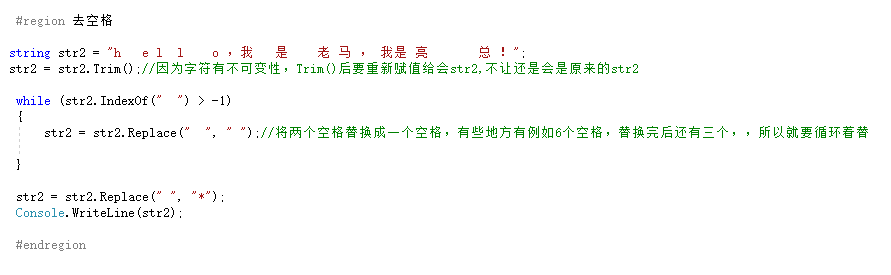 #region 去空格
string str2 = "h  e l l  o ，我  是   老 马 ， 我是 亮     总 ！";
str2 = str2.Trim();//因为字符有不可变性，Trim()后要重新赋值给会str2,不让还是会是原来的str2
while (str2.IndexOf("  ") > -1)
{
str2 = str2.Replace("  ", " ");//将两个空格替换成一个空格，有些地方有例如6个空格，替换完后还有三个，，所以就要循环着替
}
str2 = str2.Replace(" ", "*");
Console.WriteLine(str2);
#endregion